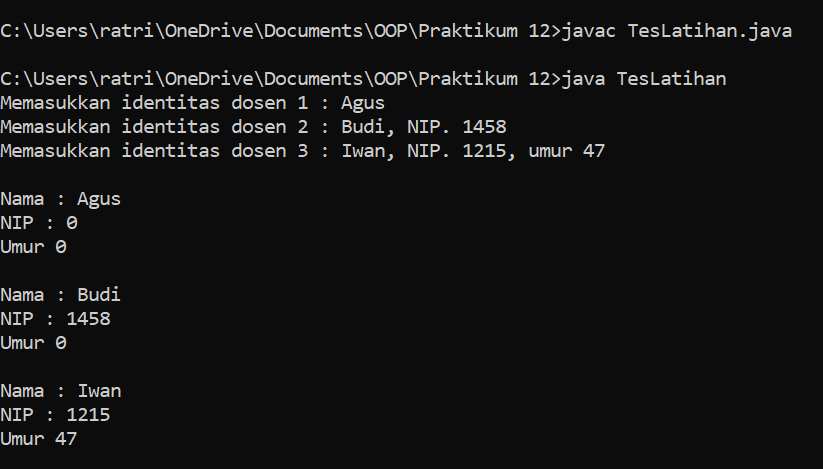 C:\Users\ratri\OneDrive\Documents\OOP\Praktikum 12>javac TesLatihan.java
C:\Users\ratri\OneDrive\Documents\OOP\Praktikum 12>java TesLatihan
Memasukkan identitas dosen 1 : Agus
Memasukkan identitas dosen 2 : Budi, NIP. 1458
Memasukkan identitas dosen 3 : Iwan, NIP. 1215, umur 47
Nama : Agus
NIP : 0
Umur 0
Nama : Budi
NIP : 1458
Umur 0
Nama : Iwan
NIP : 1215
Umur 47